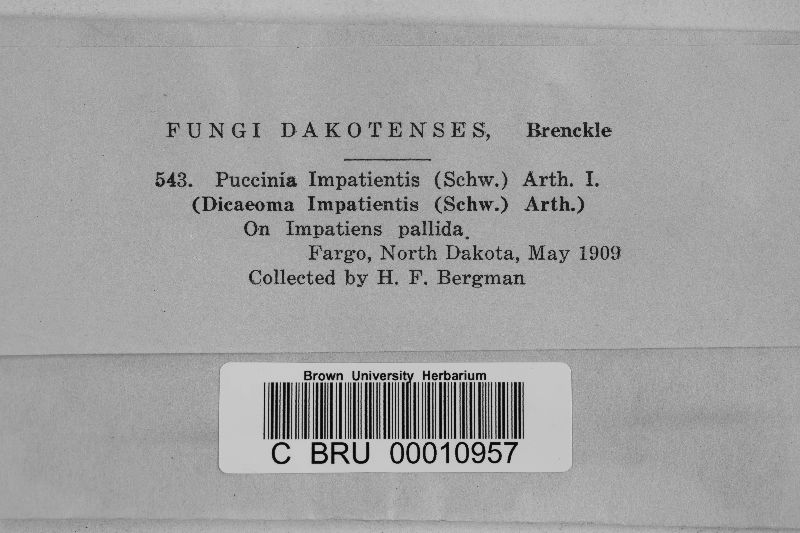 FUNGI DAKOTENSES, Brenckle
543. Puccinia Impatientis (Schw.) Arth. I.
(Dicaeoma Impatientis (Schw.) Arth.)
On Impatiens pallida.
Fargo, North Dakota, May 1909
Collected by H. F. Bergman
Brown University Herbarium
C BRU 00010957